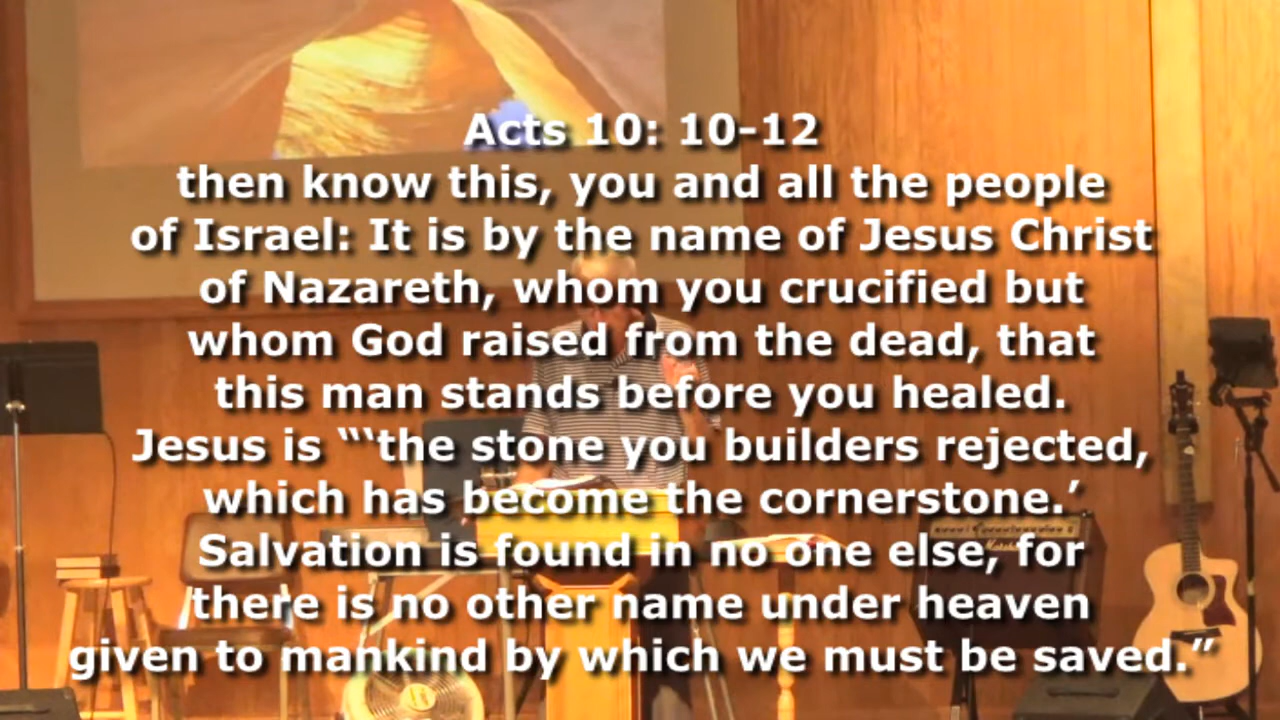 Acts 10: 10-12
then know this, you and all the people
of Israel: It is by the name of Jesus Christ
of Nazareth, whom you crucified but
whom God raised from the dead, that
this man stands before you healed.
Jesus is “‘the stone you builders rejected,
which has become the cornerstone.’
Salvation is found in no one else, for
there is no other name under heaven
given to mankind by which we must be saved.”